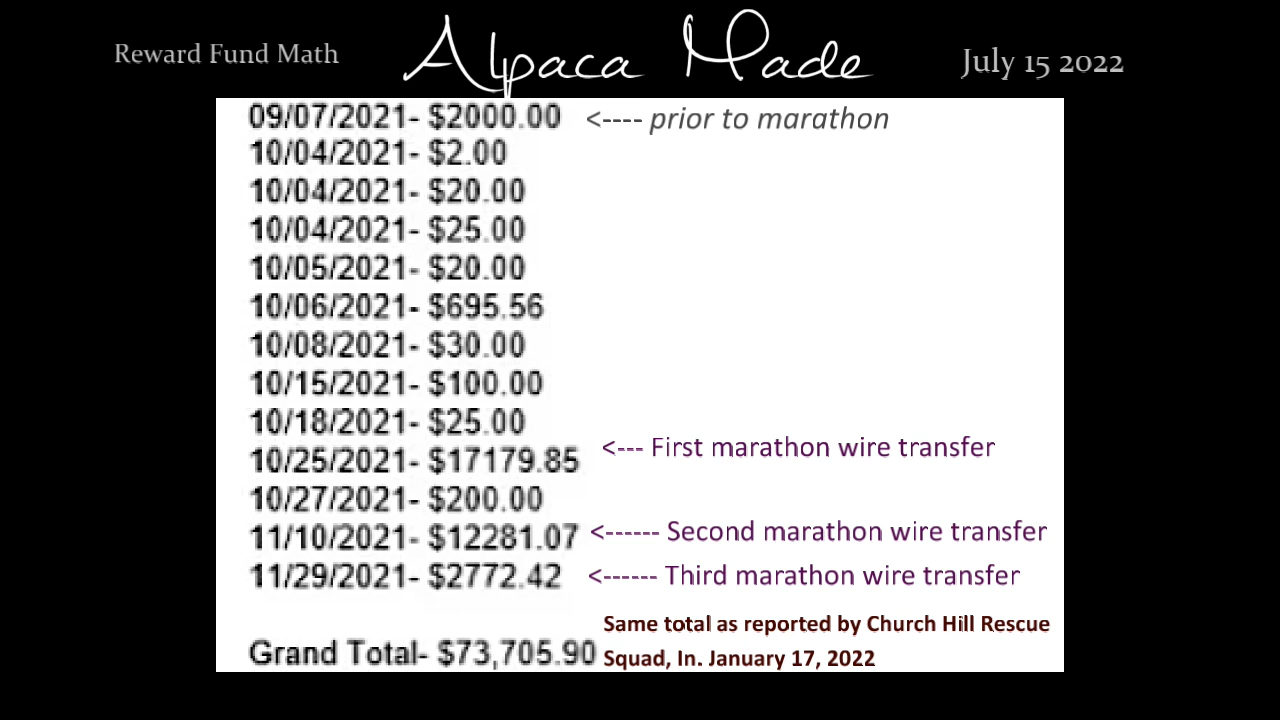 Reward Fund Math
Alpaca Made
July 15 2022
09/07/2021- $2000.00 <---- prior to marathon
10/04/2021- $2.00
10/04/2021- $20.00
10/04/2021- $25.00
10/05/2021- $20.00
10/06/2021- $695.56
10/08/2021- $30.00
10/15/2021- $100.00
10/18/2021- $25.00
10/25/2021- $17179.85 <--- First marathon wire transfer
10/27/2021- $200.00
11/10/2021- $12281.07 <------ Second marathon wire transfer
11/29/2021- $2772.42 <------ Third marathon wire transfer
Same total as reported by Church Hill Rescue
Grand Total- $73,705.90 Squad, In. January 17, 2022